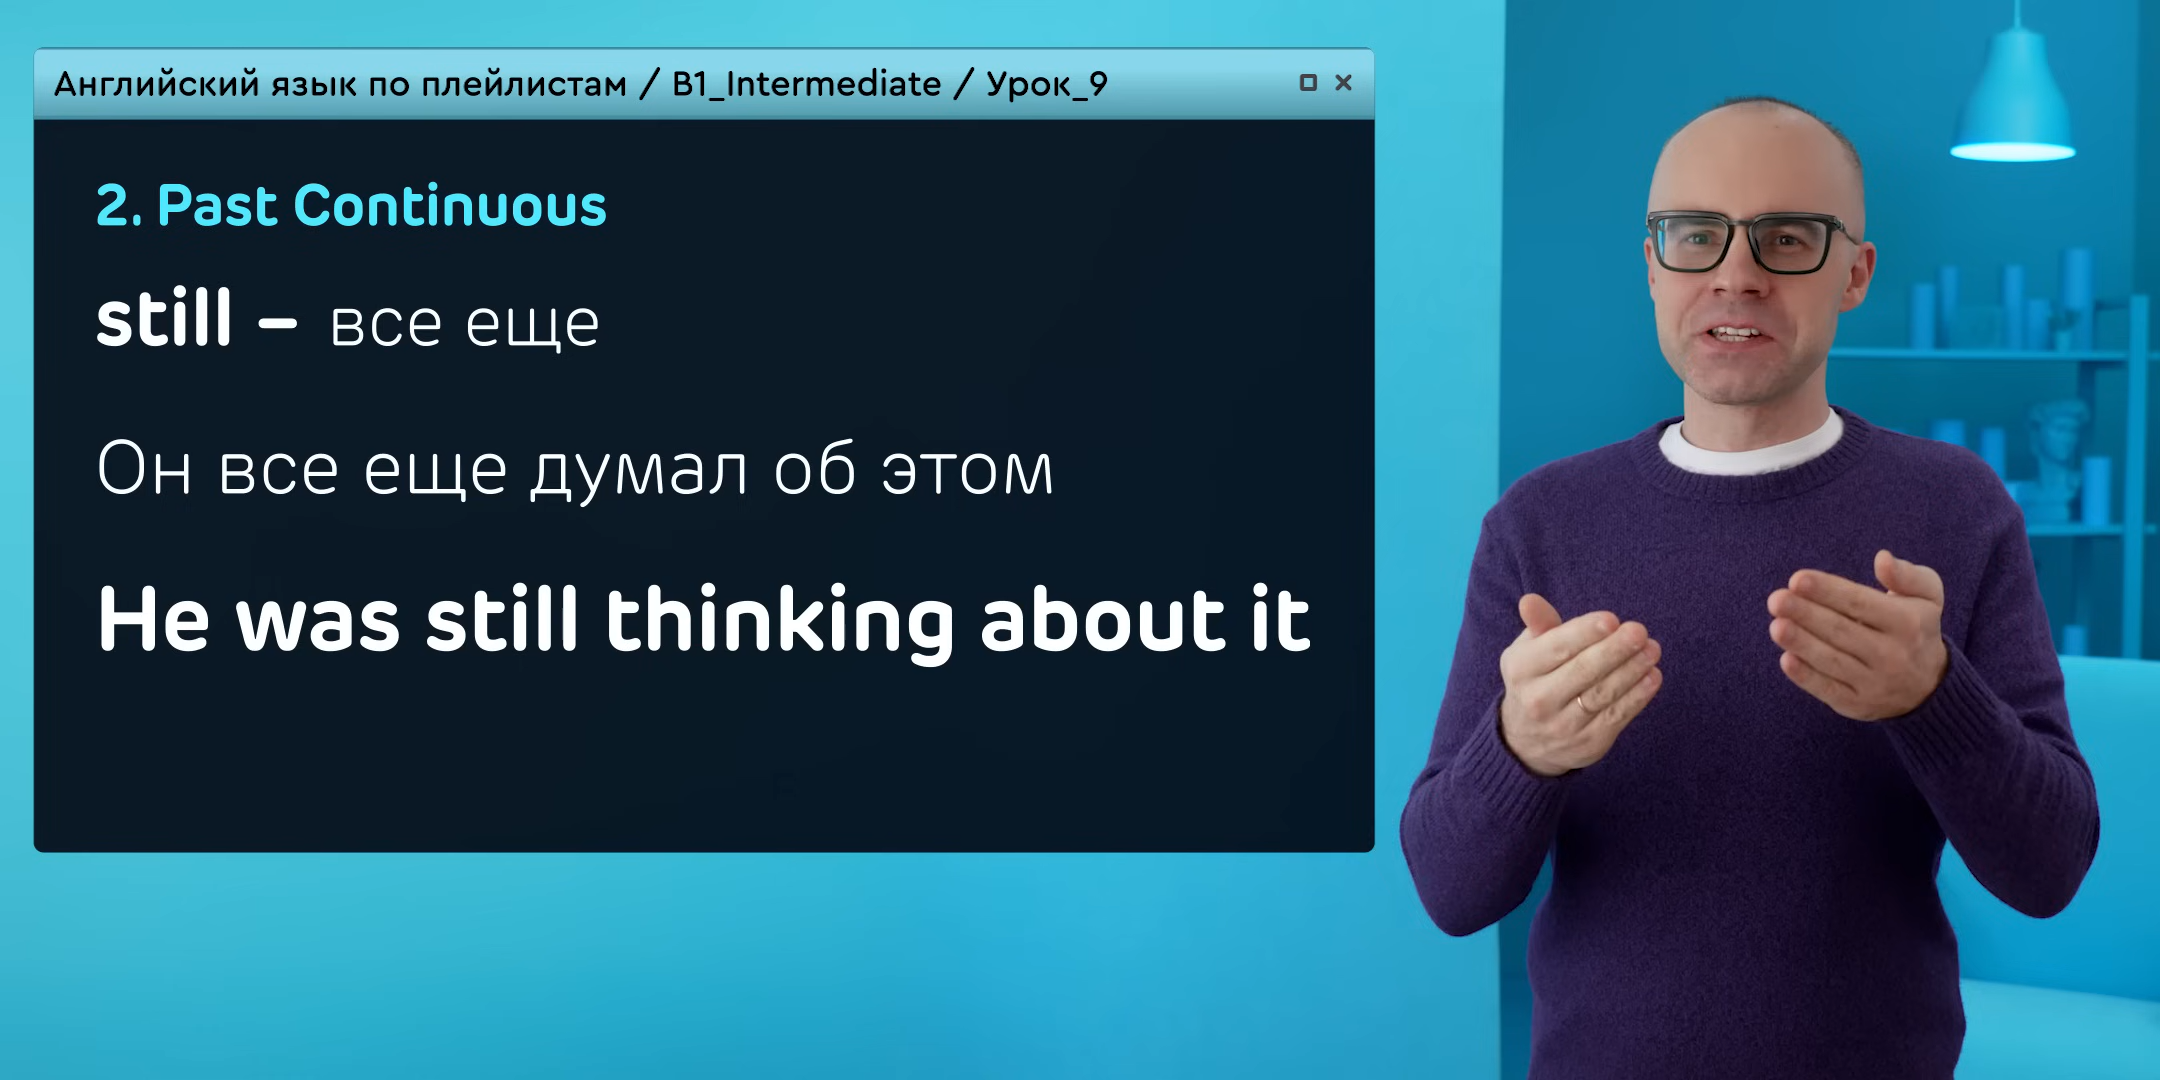 Английский язык по плейлистам / B1_Intermediate / Урок_9
2. Past Continuous
still – все еще
Он все еще думал об этом
He was still thinking about it